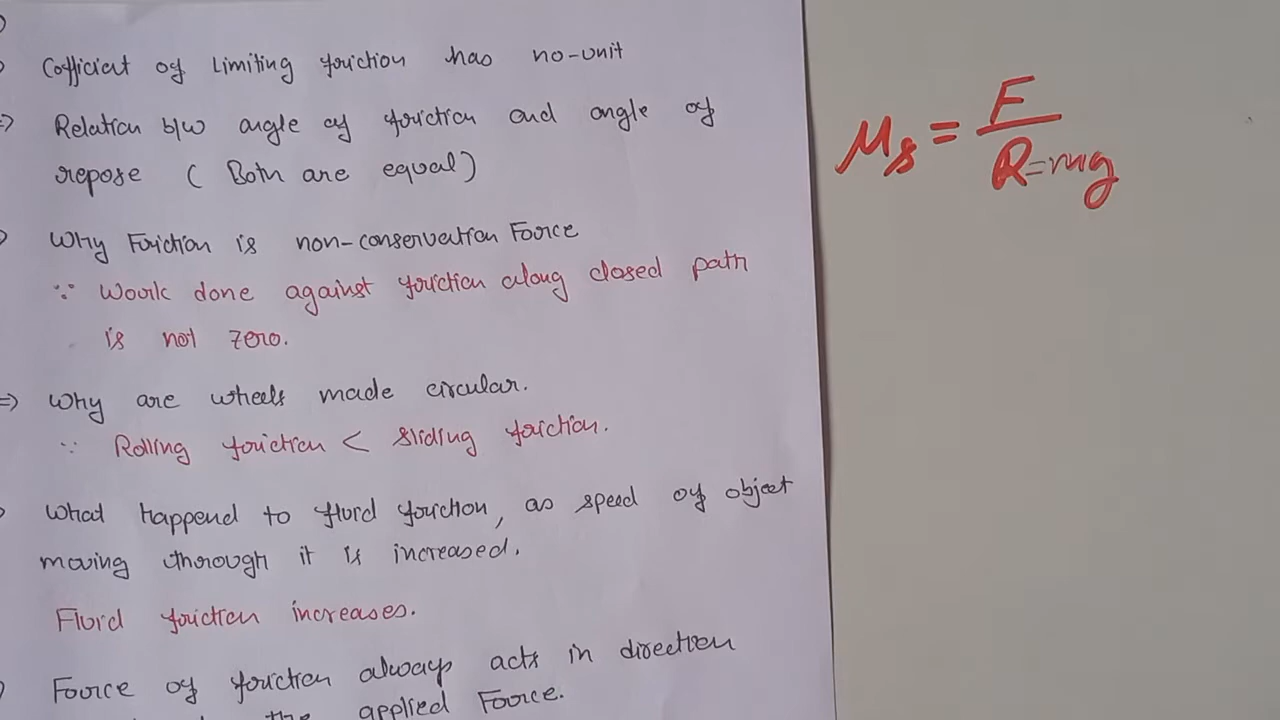 Cofficient of Limiting friction has no-unit
Relation b/w angle of friction and angle of
repose ( Both are equal)
Why Friction is non-conservation Force
∵ Work done against friction along closed path
is not zero.
⇒ Why are wheels made circular.
∵ Rolling friction < sliding friction.
What happend to fluid friction, as speed of object
moving through it is increased.
Fluid friction increases.
Force of friction always acts in direction
the applied Force.
μs = F
R=mg